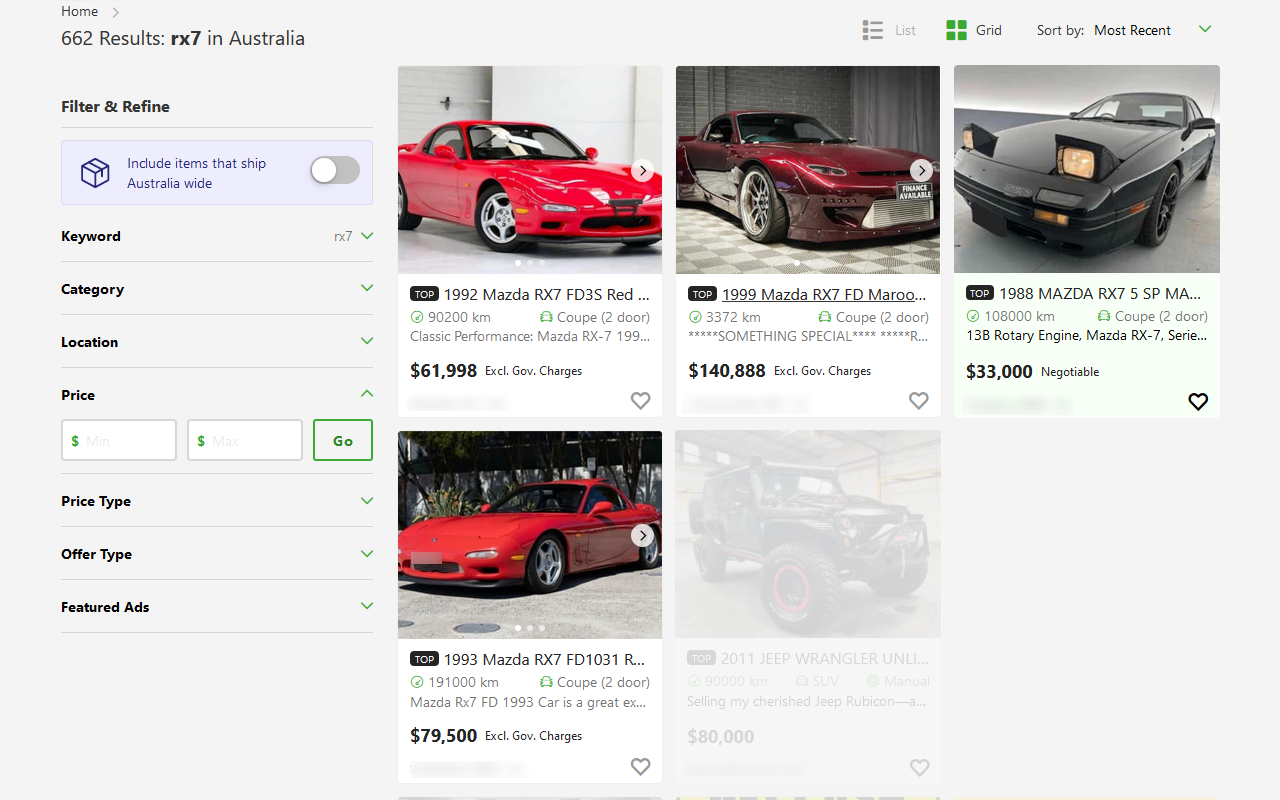 Home
662 Results: rx7 in Australia
List
Grid
Sort by: Most Recent
Filter & Refine
Include items that ship
Australia wide
Keyword
rx7
Category
Location
Price
$ Min
$ Max
Go
Price Type
Offer Type
Featured Ads
TOP 1992 Mazda RX7 FD3S Red ...
90200 km
Coupe (2 door)
Classic Performance: Mazda RX-7 199...
$61,998 Excl. Gov. Charges
FINANCE
AVAILABLE
TOP 1999 Mazda RX7 FD Maroo...
3372 km
Coupe (2 door)
*****SOMETHING SPECIAL**** *****R...
$140,888 Excl. Gov. Charges
TOP 1988 MAZDA RX7 5 SP MA...
108000 km
Coupe (2 door)
13B Rotary Engine, Mazda RX-7, Serie...
$33,000 Negotiable
TOP 1993 Mazda RX7 FD1031 R...
191000 km
Coupe (2 door)
Mazda Rx7 FD 1993 Car is a great ex...
$79,500 Excl. Gov. Charges
TOP 2011 JEEP WRANGLER UNLI...
90000 km
SUV
Manual
Selling my cherished Jeep Rubicon—a...
$80,000